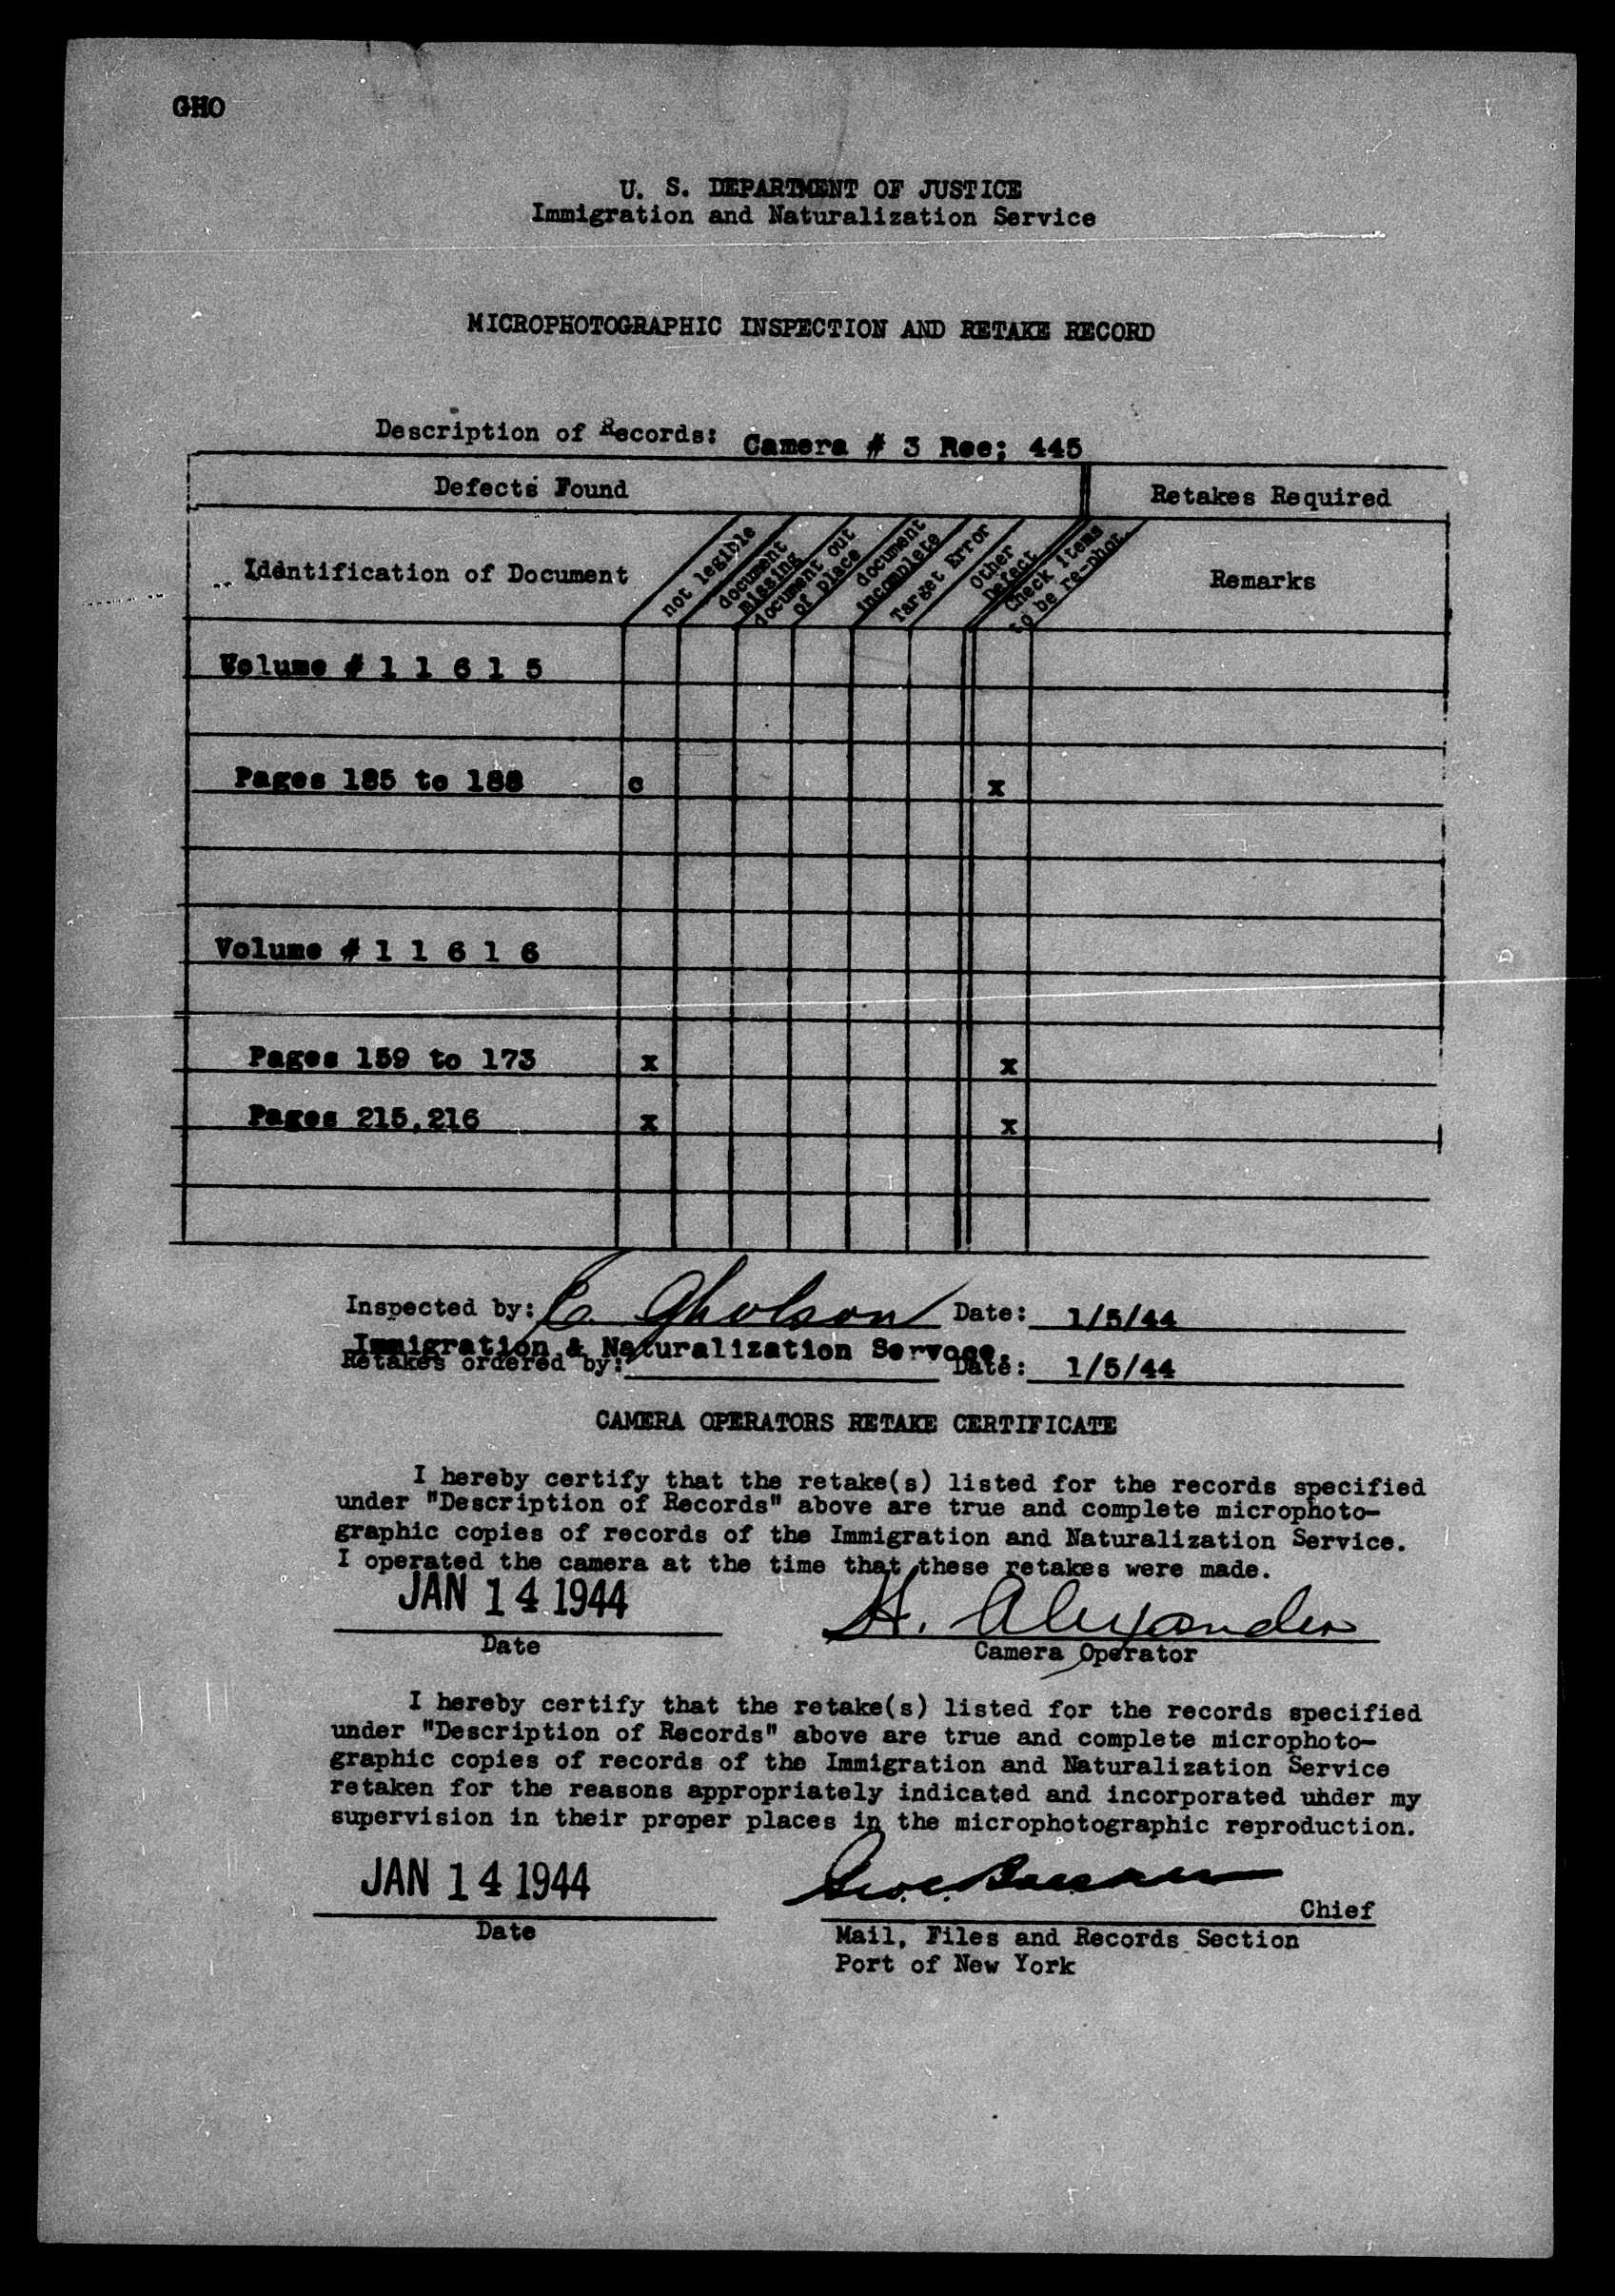 GHO
U. S. DEPARTMENT OF JUSTICE
Immigration and Naturalization Service
MICROPHOTOGRAPHIC INSPECTION AND RETAKE RECORD
Description of Records: Camera # 3 Ree; 445
Defects Found
Retakes Required
Identification of Document
not legible
document missing
document out of place
document incomplete
Target Error
Other Defect
Check items to be re-phot.
Remarks
Volume # 1 1 6 1 5
Pages 185 to 188 c x
Volume # 1 1 6 1 6
Pages 159 to 173 x x
Pages 215,216 x x
Inspected by: C. Gholson Date: 1/5/44
Immigration & Naturalization Servoce.
Retakes ordered by: Date: 1/5/44
CAMERA OPERATORS RETAKE CERTIFICATE
I hereby certify that the retake(s) listed for the records specified
under "Description of Records" above are true and complete microphoto-
graphic copies of records of the Immigration and Naturalization Service.
I operated the camera at the time that these retakes were made.
JAN 14 1944 H. Alexander
Date Camera Operator
I hereby certify that the retake(s) listed for the records specified
under "Description of Records" above are true and complete microphoto-
graphic copies of records of the Immigration and Naturalization Service
retaken for the reasons appropriately indicated and incorporated under my
supervision in their proper places in the microphotographic reproduction.
JAN 14 1944
Chief
Date
Mail, Files and Records Section
Port of New York